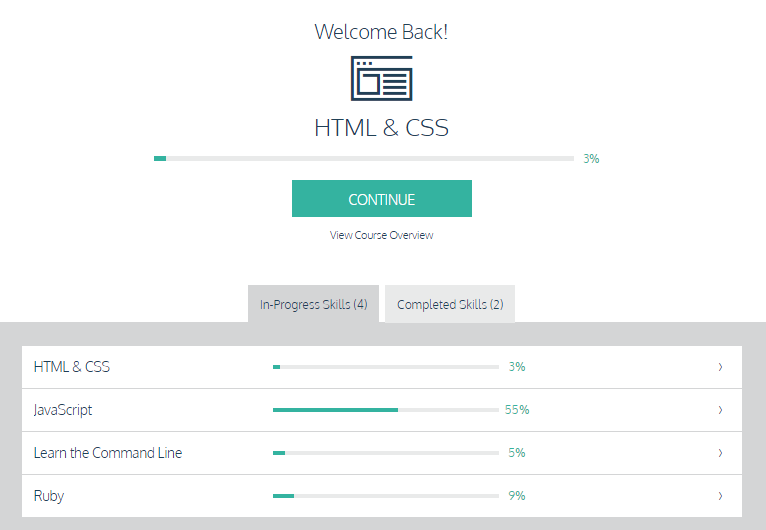 Welcome Back!
HTML & CSS
3%
CONTINUE
View Course Overview
In-Progress Skills (4) Completed Skills (2)
HTML & CSS 3%
JavaScript 55%
Learn the Command Line 5%
Ruby 9%